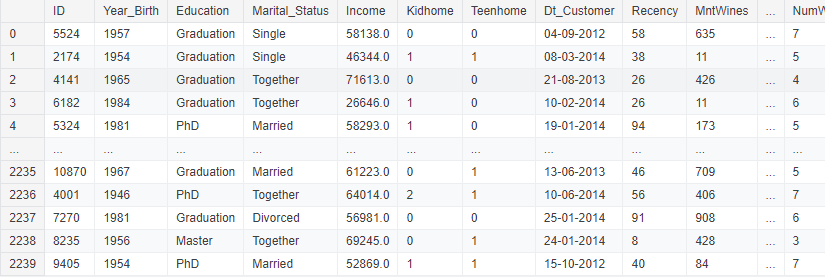 ID Year_Birth Education Marital_Status Income Kidhome Teenhome Dt_Customer Recency MntWines ... NumW
0 5524 1957 Graduation Single 58138.0 0 0 04-09-2012 58 635 ... 7
1 2174 1954 Graduation Single 46344.0 1 1 08-03-2014 38 11 ... 5
2 4141 1965 Graduation Together 71613.0 0 0 21-08-2013 26 426 ... 4
3 6182 1984 Graduation Together 26646.0 1 0 10-02-2014 26 11 ... 6
4 5324 1981 PhD Married 58293.0 1 0 19-01-2014 94 173 ... 5
... ... ... ... ... ... ... ... ... ... ... ... ...
2235 10870 1967 Graduation Married 61223.0 0 1 13-06-2013 46 709 ... 5
2236 4001 1946 PhD Together 64014.0 2 1 10-06-2014 56 406 ... 7
2237 7270 1981 Graduation Divorced 56981.0 0 0 25-01-2014 91 908 ... 6
2238 8235 1956 Master Together 69245.0 0 1 24-01-2014 8 428 ... 3
2239 9405 1954 PhD Married 52869.0 1 1 15-10-2012 40 84 ... 7